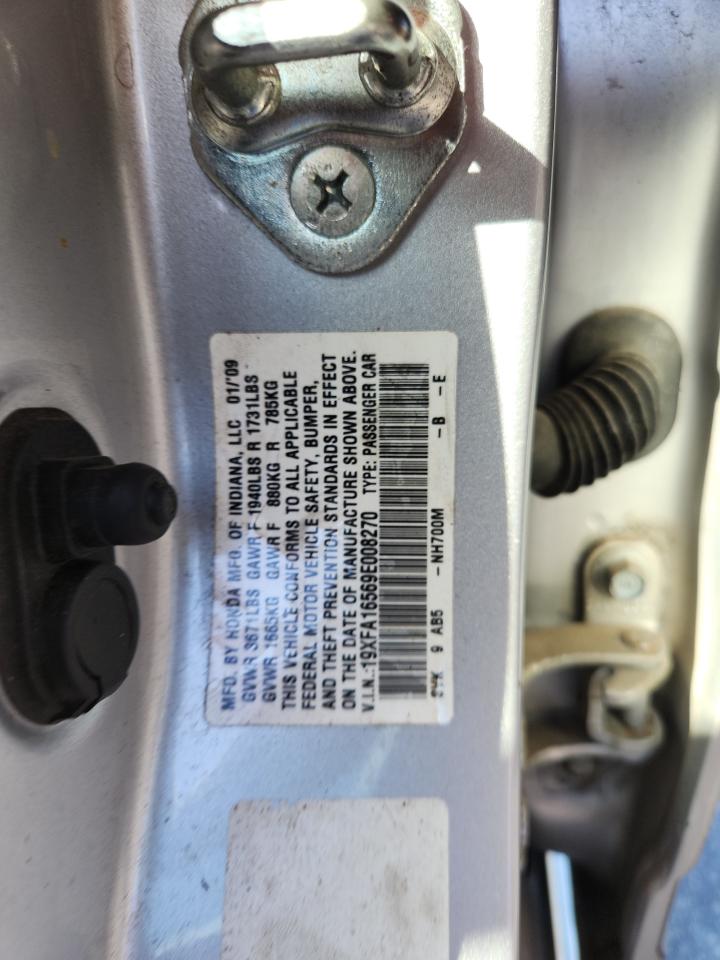 MFD. BY HONDA MFG. OF INDIANA, LLC 01/'09
GVWR 3671LBS GAWR F 1940LBS R 1731LBS
GVWR 1665KG GAWR F 880KG R 785KG
THIS VEHICLE CONFORMS TO ALL APPLICABLE
FEDERAL MOTOR VEHICLE SAFETY, BUMPER,
AND THEFT PREVENTION STANDARDS IN EFFECT
ON THE DATE OF MANUFACTURE SHOWN ABOVE.
V.I.N.:19XFA16569E008270 TYPE: PASSENGER CAR
9 AB5 -NH700M -B -E